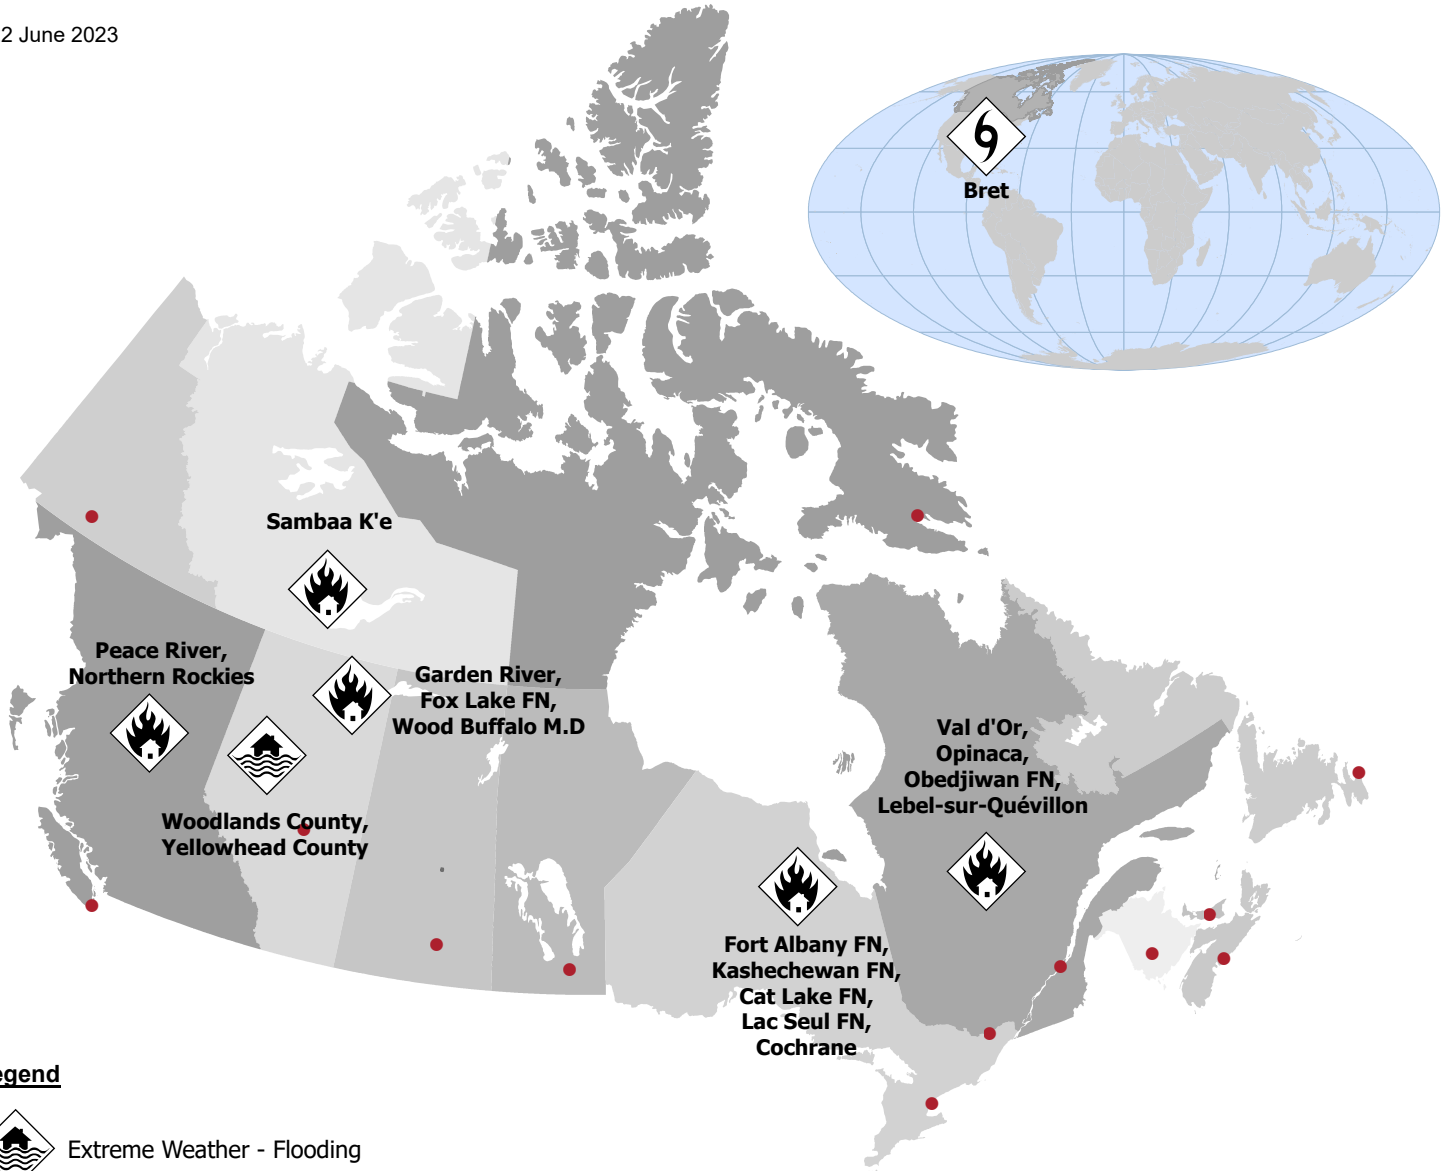 2 June 2023
Bret
Sambaa K'e
Peace River,
Northern Rockies
Garden River,
Fox Lake FN,
Wood Buffalo M.D
Val d'Or,
Opinaca,
Obedjiwan FN,
Lebel-sur-Quévillon
Woodlands County,
Yellowhead County
Fort Albany FN,
Kashechewan FN,
Cat Lake FN,
Lac Seul FN,
Cochrane
egend
Extreme Weather - Flooding